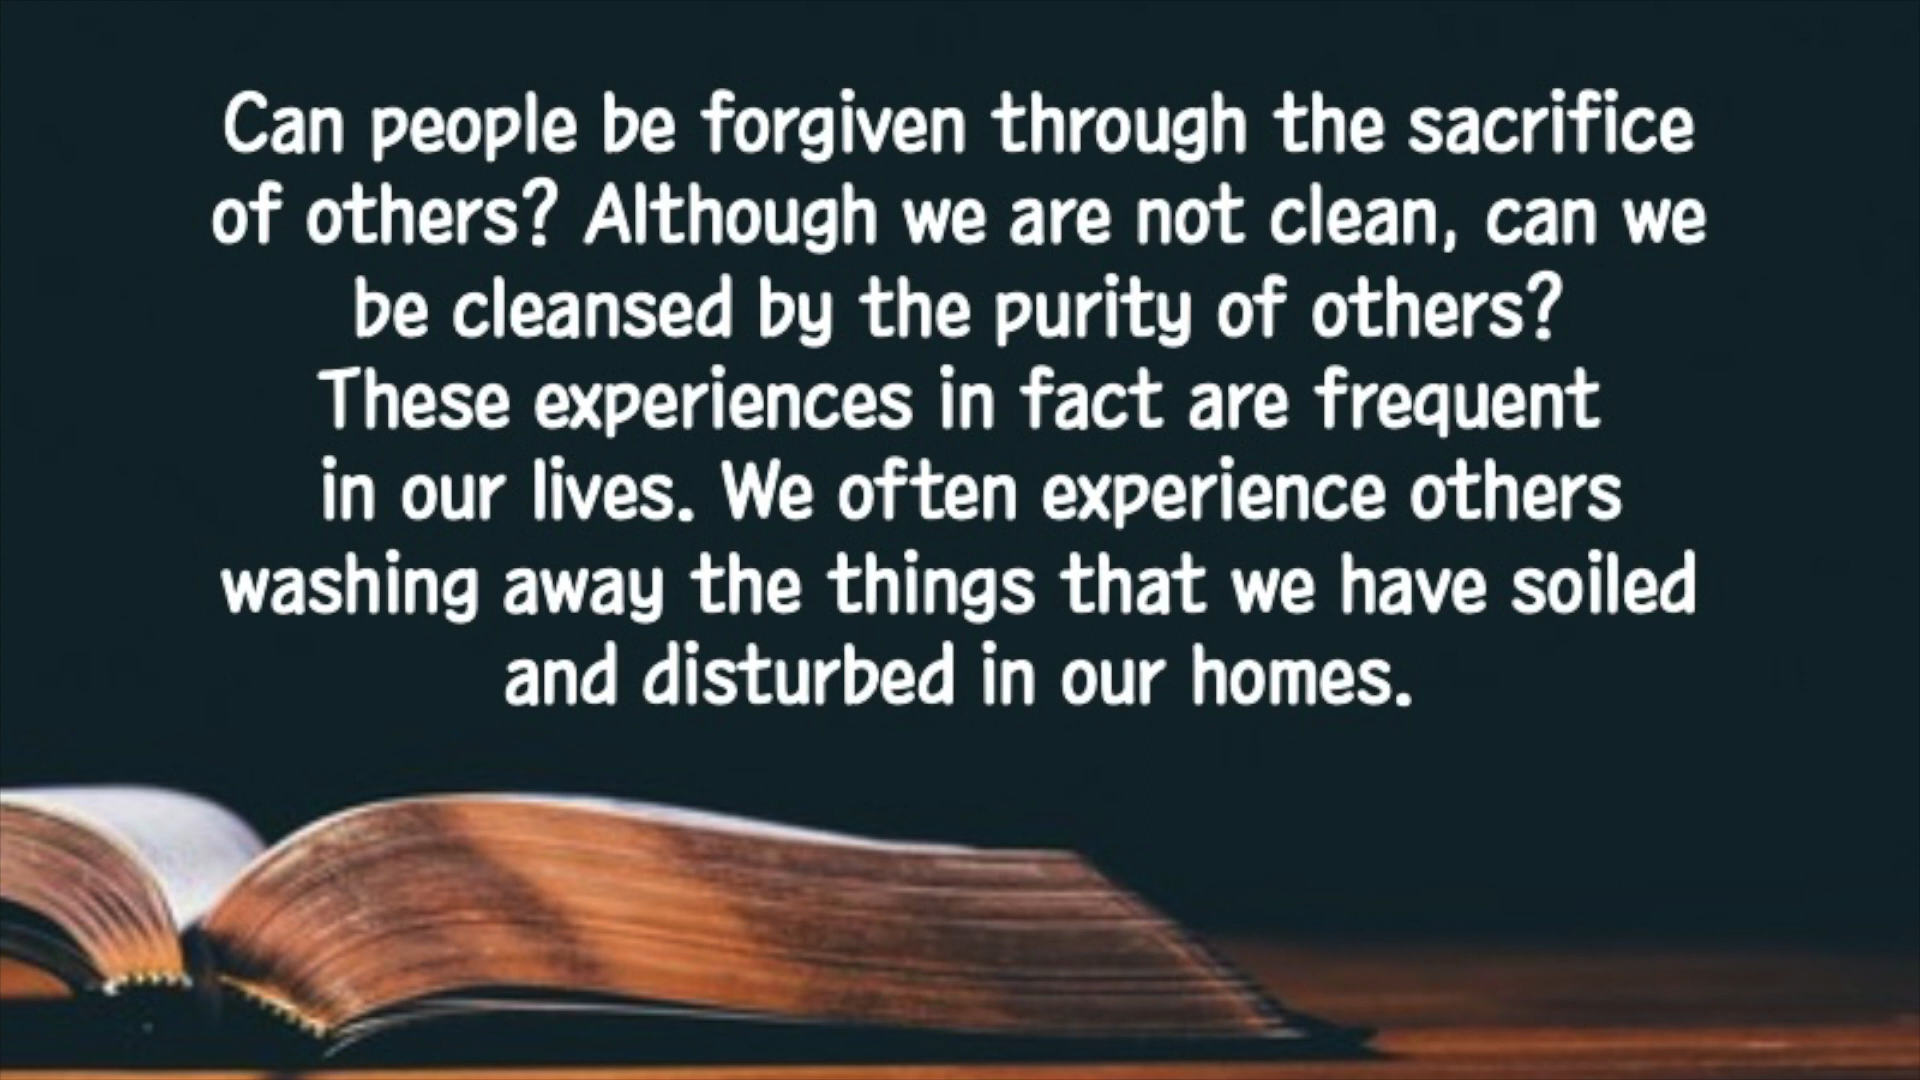 Can people be forgiven through the sacrifice
of others? Although we are not clean, can we
be cleansed by the purity of others?
These experiences in fact are frequent
in our lives. We often experience others
washing away the things that we have soiled
and disturbed in our homes.